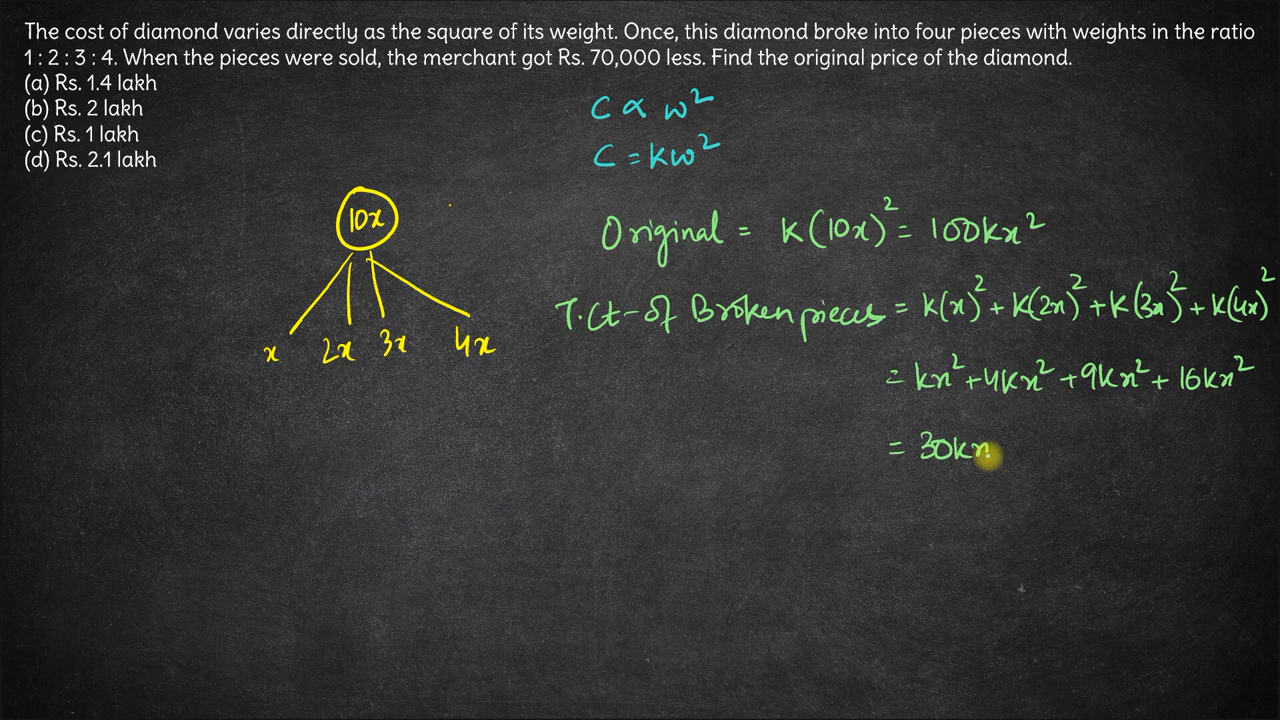 The cost of diamond varies directly as the square of its weight. Once, this diamond broke into four pieces with weights in the ratio
1 : 2 : 3 : 4. When the pieces were sold, the merchant got Rs. 70,000 less. Find the original price of the diamond.
(a) Rs. 1.4 lakh
(b) Rs. 2 lakh
(c) Rs. 1 lakh
(d) Rs. 2.1 lakh
C ∝ w²
C = kw²
10x
x 2x 3x 4x
Original = k(10x)² = 100kx²
T.Ct-of Broken pieces = k(x)² + k(2x)² + k(3x)² + k(4x)²
= kx² + 4kx² + 9kx² + 16kx²
= 30kx